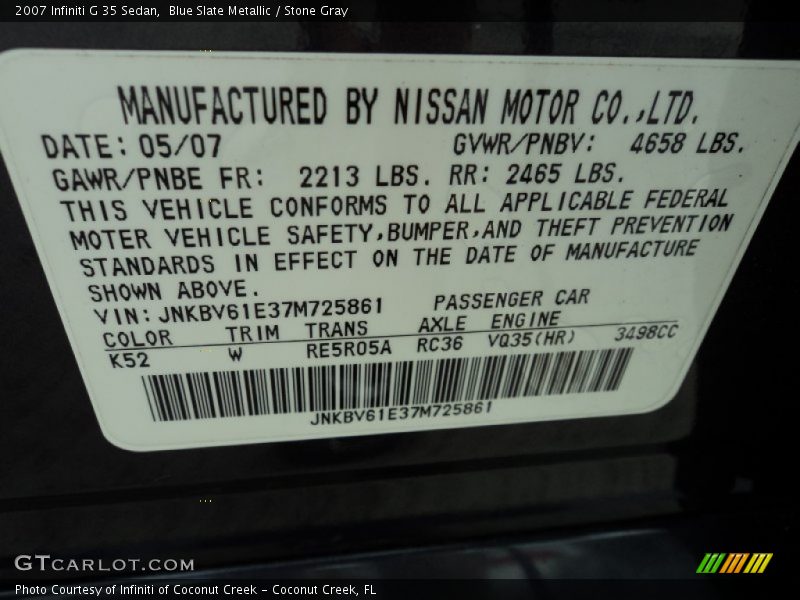 2007 Infiniti G 35 Sedan,  Blue Slate Metallic / Stone Gray
MANUFACTURED BY NISSAN MOTOR CO.,LTD.
DATE: 05/07 GVWR/PNBV: 4658 LBS.
GAWR/PNBE FR: 2213 LBS. RR: 2465 LBS.
THIS VEHICLE CONFORMS TO ALL APPLICABLE FEDERAL
MOTER VEHICLE SAFETY,BUMPER,AND THEFT PREVENTION
STANDARDS IN EFFECT ON THE DATE OF MANUFACTURE
SHOWN ABOVE.
VIN: JNKBV61E37M725861 PASSENGER CAR
COLOR TRIM TRANS AXLE ENGINE
K52 W RE5R05A RC36 VQ35(HR) 3498CC
JNKBV61E37M725861
GTCARLOT.COM
Photo Courtesy of Infiniti of Coconut Creek - Coconut Creek, FL